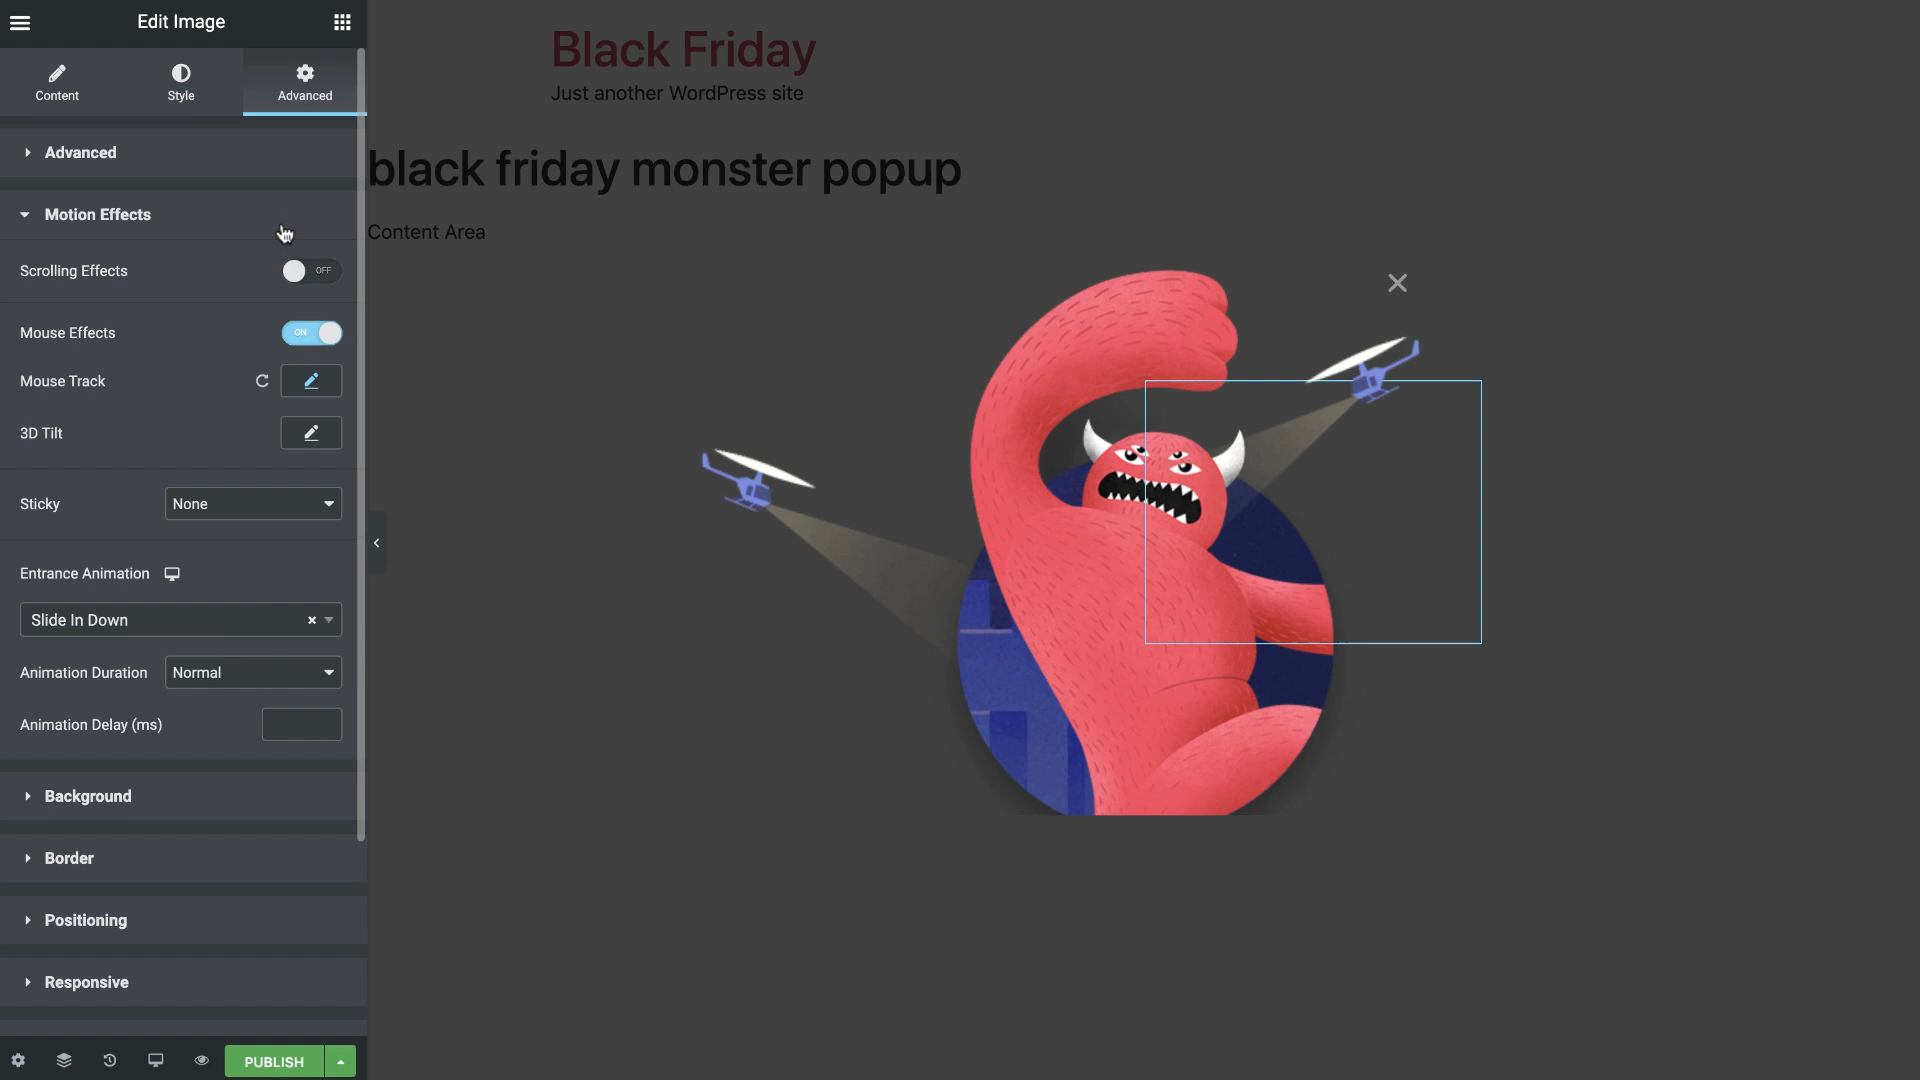 Edit Image
Content
Style
Advanced
Advanced
Motion Effects
Scrolling Effects
OFF
Mouse Effects
ON
Mouse Track
3D Tilt
Sticky
None
Entrance Animation
Slide In Down
Animation Duration
Normal
Animation Delay (ms)
Background
Border
Positioning
Responsive
PUBLISH
Black Friday
Just another WordPress site
black friday monster popup
Content Area